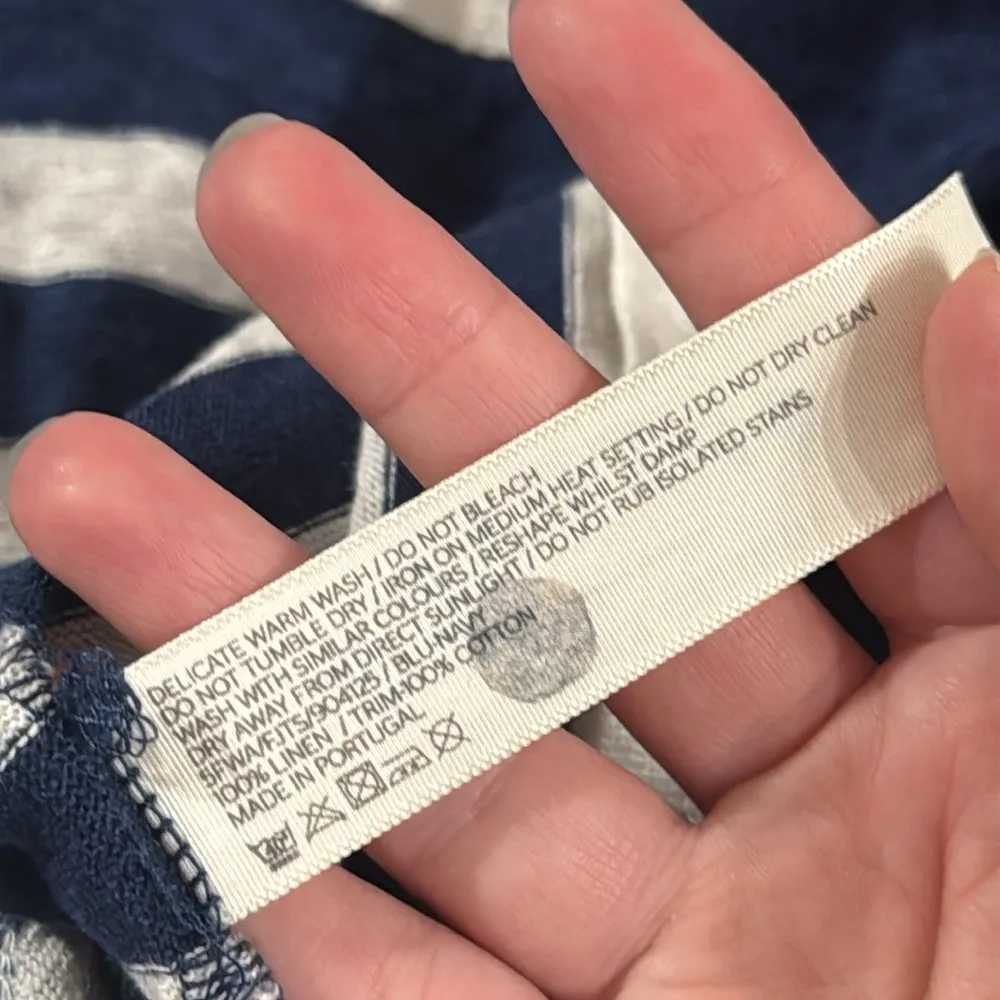 DELICATE WARM WASH / DO NOT BLEACH
DO NOT TUMBLE DRY / IRON ON MEDIUM HEAT SETTING / DO NOT DRY CLEAN
WASH WITH SIMILAR COLOURS / RESHAPE WHILST DAMP
DRY AWAY FROM DIRECT SUNLIGHT / DO NOT RUB ISOLATED STAINS
SFWA/FJTS/904125 / BLU.NAVY
100% LINEN / TRIM-100% COTTON
MADE IN PORTUGAL
40°